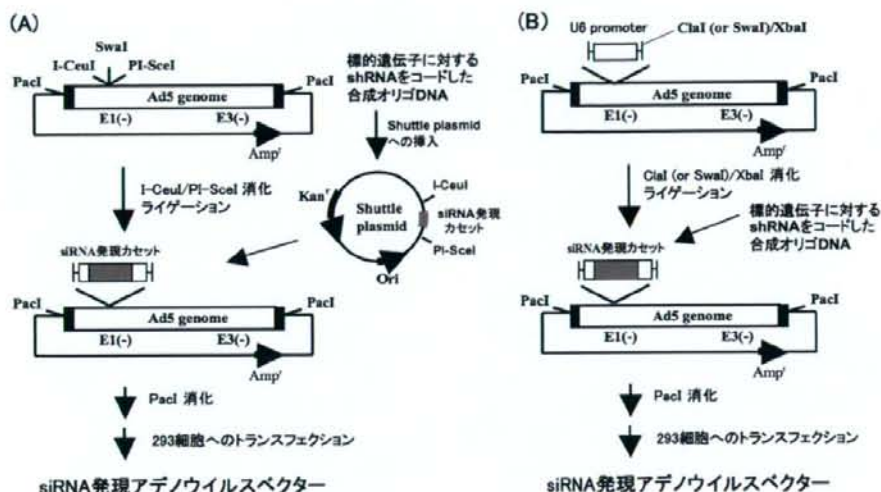 (A)
SwaI
I-CeuI
PI-SceI
PacI
PacI
Ad5 genome
E1(-)
E3(-)
Ampr
標的遺伝子に対する
shRNAをコードした
合成オリゴDNA
Shuttle plasmid
への挿入
I-CeuI/PI-SceI 消化
ライゲーション
Kanr
Shuttle
plasmid
I-CeuI
siRNA発現
カセット
PI-SceI
Ori
siRNA発現カセット
PacI
PacI
Ad5 genome
E1(-)
E3(-)
Ampr
PacI 消化
293細胞へのトランスフェクション
siRNA発現アデノウイルスベクター
(B)
U6 promoter
ClaI (or SwaI)/XbaI
PacI
PacI
Ad5 genome
E1(-)
E3(-)
Ampr
ClaI (or SwaI)/XbaI 消化
ライゲーション
標的遺伝子に対する
shRNAをコードした
合成オリゴDNA
siRNA発現カセット
PacI
PacI
Ad5 genome
E1(-)
E3(-)
Ampr
PacI 消化
293細胞へのトランスフェクション
siRNA発現アデノウイルスベクター